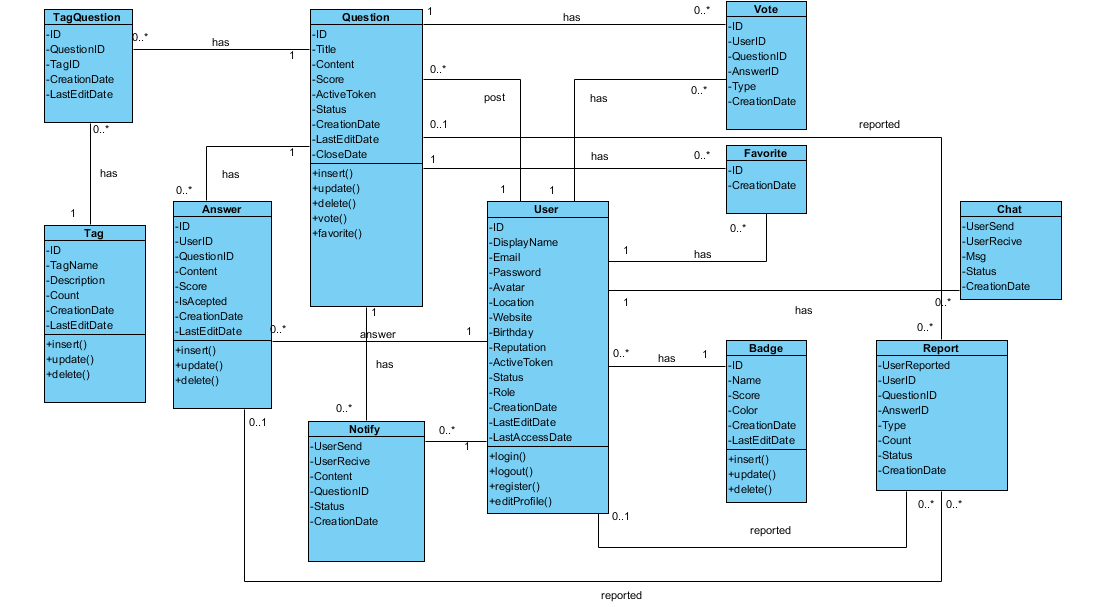 TagQuestion
-ID
-QuestionID
-TagID
-CreationDate
-LastEditDate
0..*
has
1
0..*
has
1
Tag
-ID
-TagName
-Description
-Count
-CreationDate
-LastEditDate
+insert()
+update()
+delete()
Question
-ID
-Title
-Content
-Score
-ActiveToken
-Status
-CreationDate
-LastEditDate
-CloseDate
+insert()
+update()
+delete()
+vote()
+favorite()
1
has
0..*
Vote
-ID
-UserID
-QuestionID
-AnswerID
-Type
-CreationDate
0..*
post
1
0..*
has
1
0..1
reported
0..*
1
has
0..*
Favorite
-ID
-CreationDate
0..*
has
1
1
has
0..*
Answer
-ID
-UserID
-QuestionID
-Content
-Score
-IsAcepted
-CreationDate
-LastEditDate
+insert()
+update()
+delete()
0..*
answer
1
User
-ID
-DisplayName
-Email
-Password
-Avatar
-Location
-Website
-Birthday
-Reputation
-ActiveToken
-Status
-Role
-CreationDate
-LastEditDate
-LastAccessDate
+login()
+logout()
+register()
+editProfile()
Chat
-UserSend
-UserRecive
-Msg
-Status
-CreationDate
1
has
0..*
0..*
has
1
Badge
-ID
-Name
-Score
-Color
-CreationDate
-LastEditDate
+insert()
+update()
+delete()
Report
-UserReported
-UserID
-QuestionID
-AnswerID
-Type
-Count
-Status
-CreationDate
1
has
0..*
Notify
-UserSend
-UserRecive
-Content
-QuestionID
-Status
-CreationDate
0..*
1
0..1
reported
0..*
0..1
reported
0..*